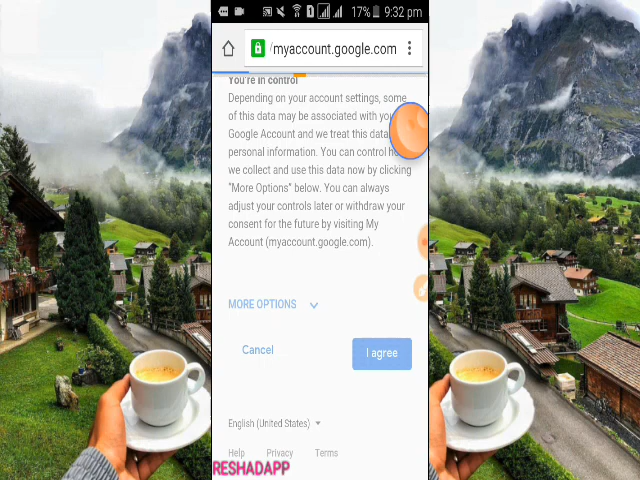 17% 9:32 pm
/myaccount.google.com
You're in control
Depending on your account settings, some
of this data may be associated with
Google Account and we treat this data
personal information. You can control
we collect and use this data now by clicking
"More Options" below. You can always
adjust your controls later or withdraw your
consent for the future by visiting My
Account (myaccount.google.com).
MORE OPTIONS
Cancel
I agree
English (United States)
Help Privacy Terms
RESHADAPP